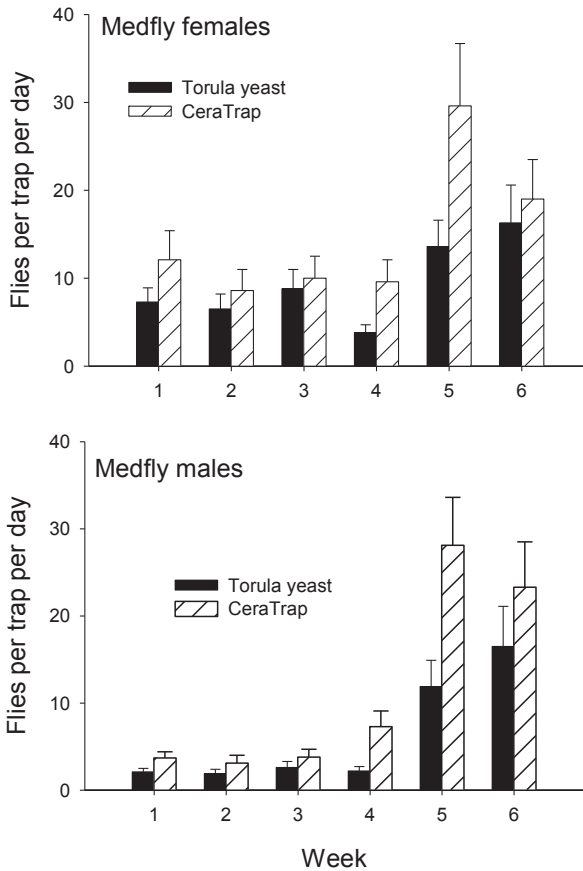 40
Medfly females
Torula yeast
CeraTrap
30
20
10
0
Flies per trap per day
1 2 3 4 5 6
40
Medfly males
30
Torula yeast
CeraTrap
20
10
0
Flies per trap per day
1 2 3 4 5 6
Week